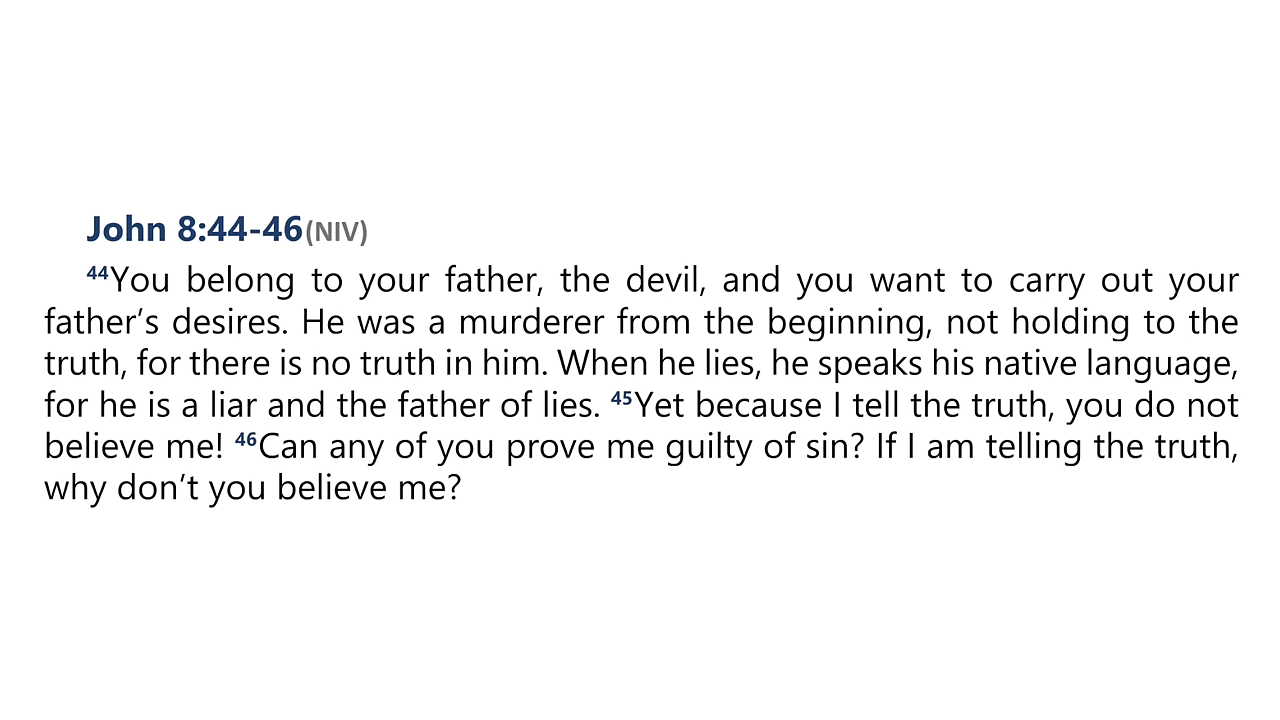 John 8:44-46(NIV)
⁴⁴You belong to your father, the devil, and you want to carry out your
father’s desires. He was a murderer from the beginning, not holding to the
truth, for there is no truth in him. When he lies, he speaks his native language,
for he is a liar and the father of lies. ⁴⁵Yet because I tell the truth, you do not
believe me! ⁴⁶Can any of you prove me guilty of sin? If I am telling the truth,
why don’t you believe me?